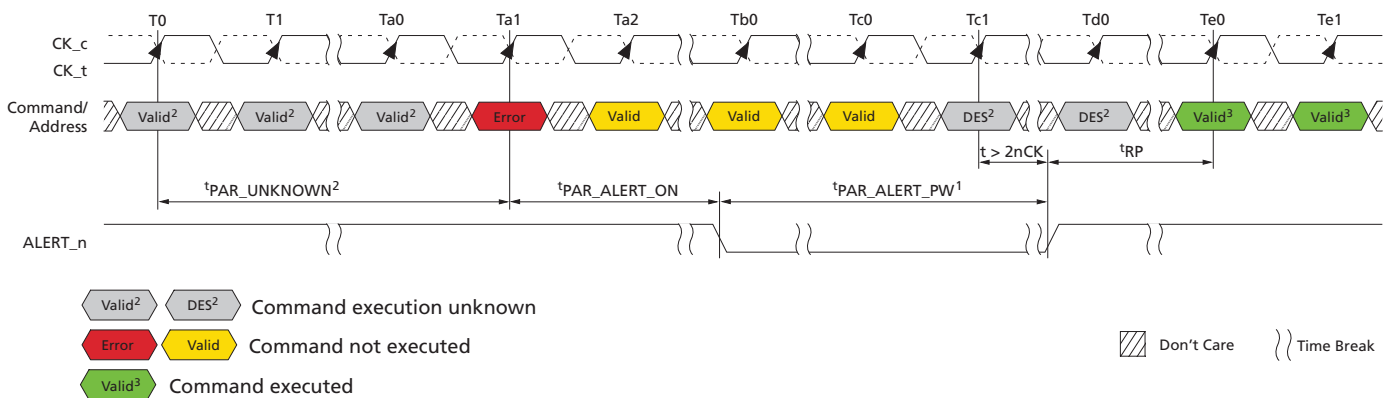 T0 T1 Ta0 Ta1 Ta2 Tb0 Tc0 Tc1 Td0 Te0 Te1
CK_c
CK_t
Command/
Address
Valid² Valid² Valid² Error Valid Valid Valid DES² DES² Valid³ Valid³
t > 2nCK ᵗRP
ᵗPAR_UNKNOWN² ᵗPAR_ALERT_ON ᵗPAR_ALERT_PW¹
ALERT_n
Valid² DES² Command execution unknown
Error Valid Command not executed
Don't Care Time Break
Valid³ Command executed